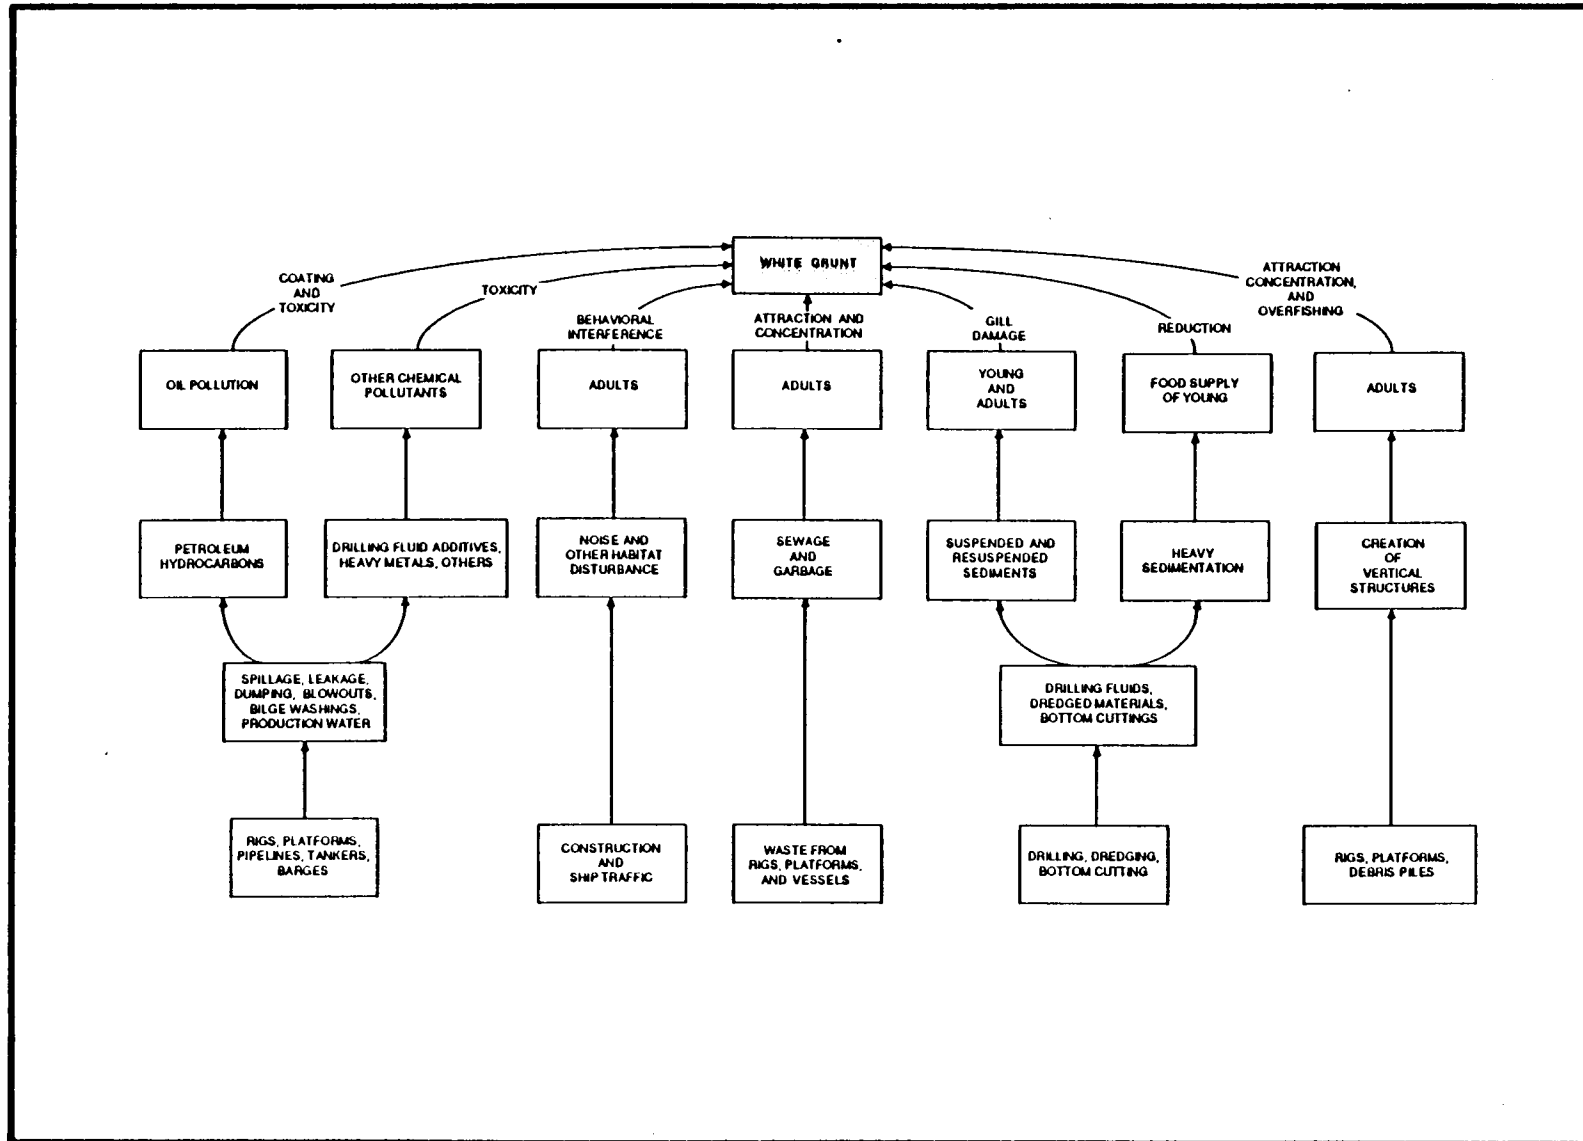 WHITE GRUNT
COATING
AND
TOXICITY
TOXICITY
BEHAVIORAL
INTERFERENCE
ATTRACTION AND
CONCENTRATION
GILL
DAMAGE
REDUCTION
ATTRACTION
CONCENTRATION,
AND
OVERFISHING
OIL POLLUTION
OTHER CHEMICAL
POLLUTANTS
ADULTS
ADULTS
YOUNG
AND
ADULTS
FOOD SUPPLY
OF YOUNG
ADULTS
PETROLEUM
HYDROCARBONS
DRILLING FLUID ADDITIVES,
HEAVY METALS, OTHERS
NOISE AND
OTHER HABITAT
DISTURBANCE
SEWAGE
AND
GARBAGE
SUSPENDED AND
RESUSPENDED
SEDIMENTS
HEAVY
SEDIMENTATION
CREATION
OF
VERTICAL
STRUCTURES
SPILLAGE, LEAKAGE,
DUMPING, BLOWOUTS,
BILGE WASHINGS,
PRODUCTION WATER
DRILLING FLUIDS,
DREDGED MATERIALS,
BOTTOM CUTTINGS
RIGS, PLATFORMS,
PIPELINES, TANKERS,
BARGES
CONSTRUCTION
AND
SHIP TRAFFIC
WASTE FROM
RIGS, PLATFORMS,
AND VESSELS
DRILLING, DREDGING,
BOTTOM CUTTING
RIGS, PLATFORMS,
DEBRIS PILES